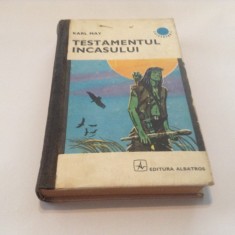 KARL MAY
TESTAMENTUL
INCASULUI
EDITURA ALBATROS